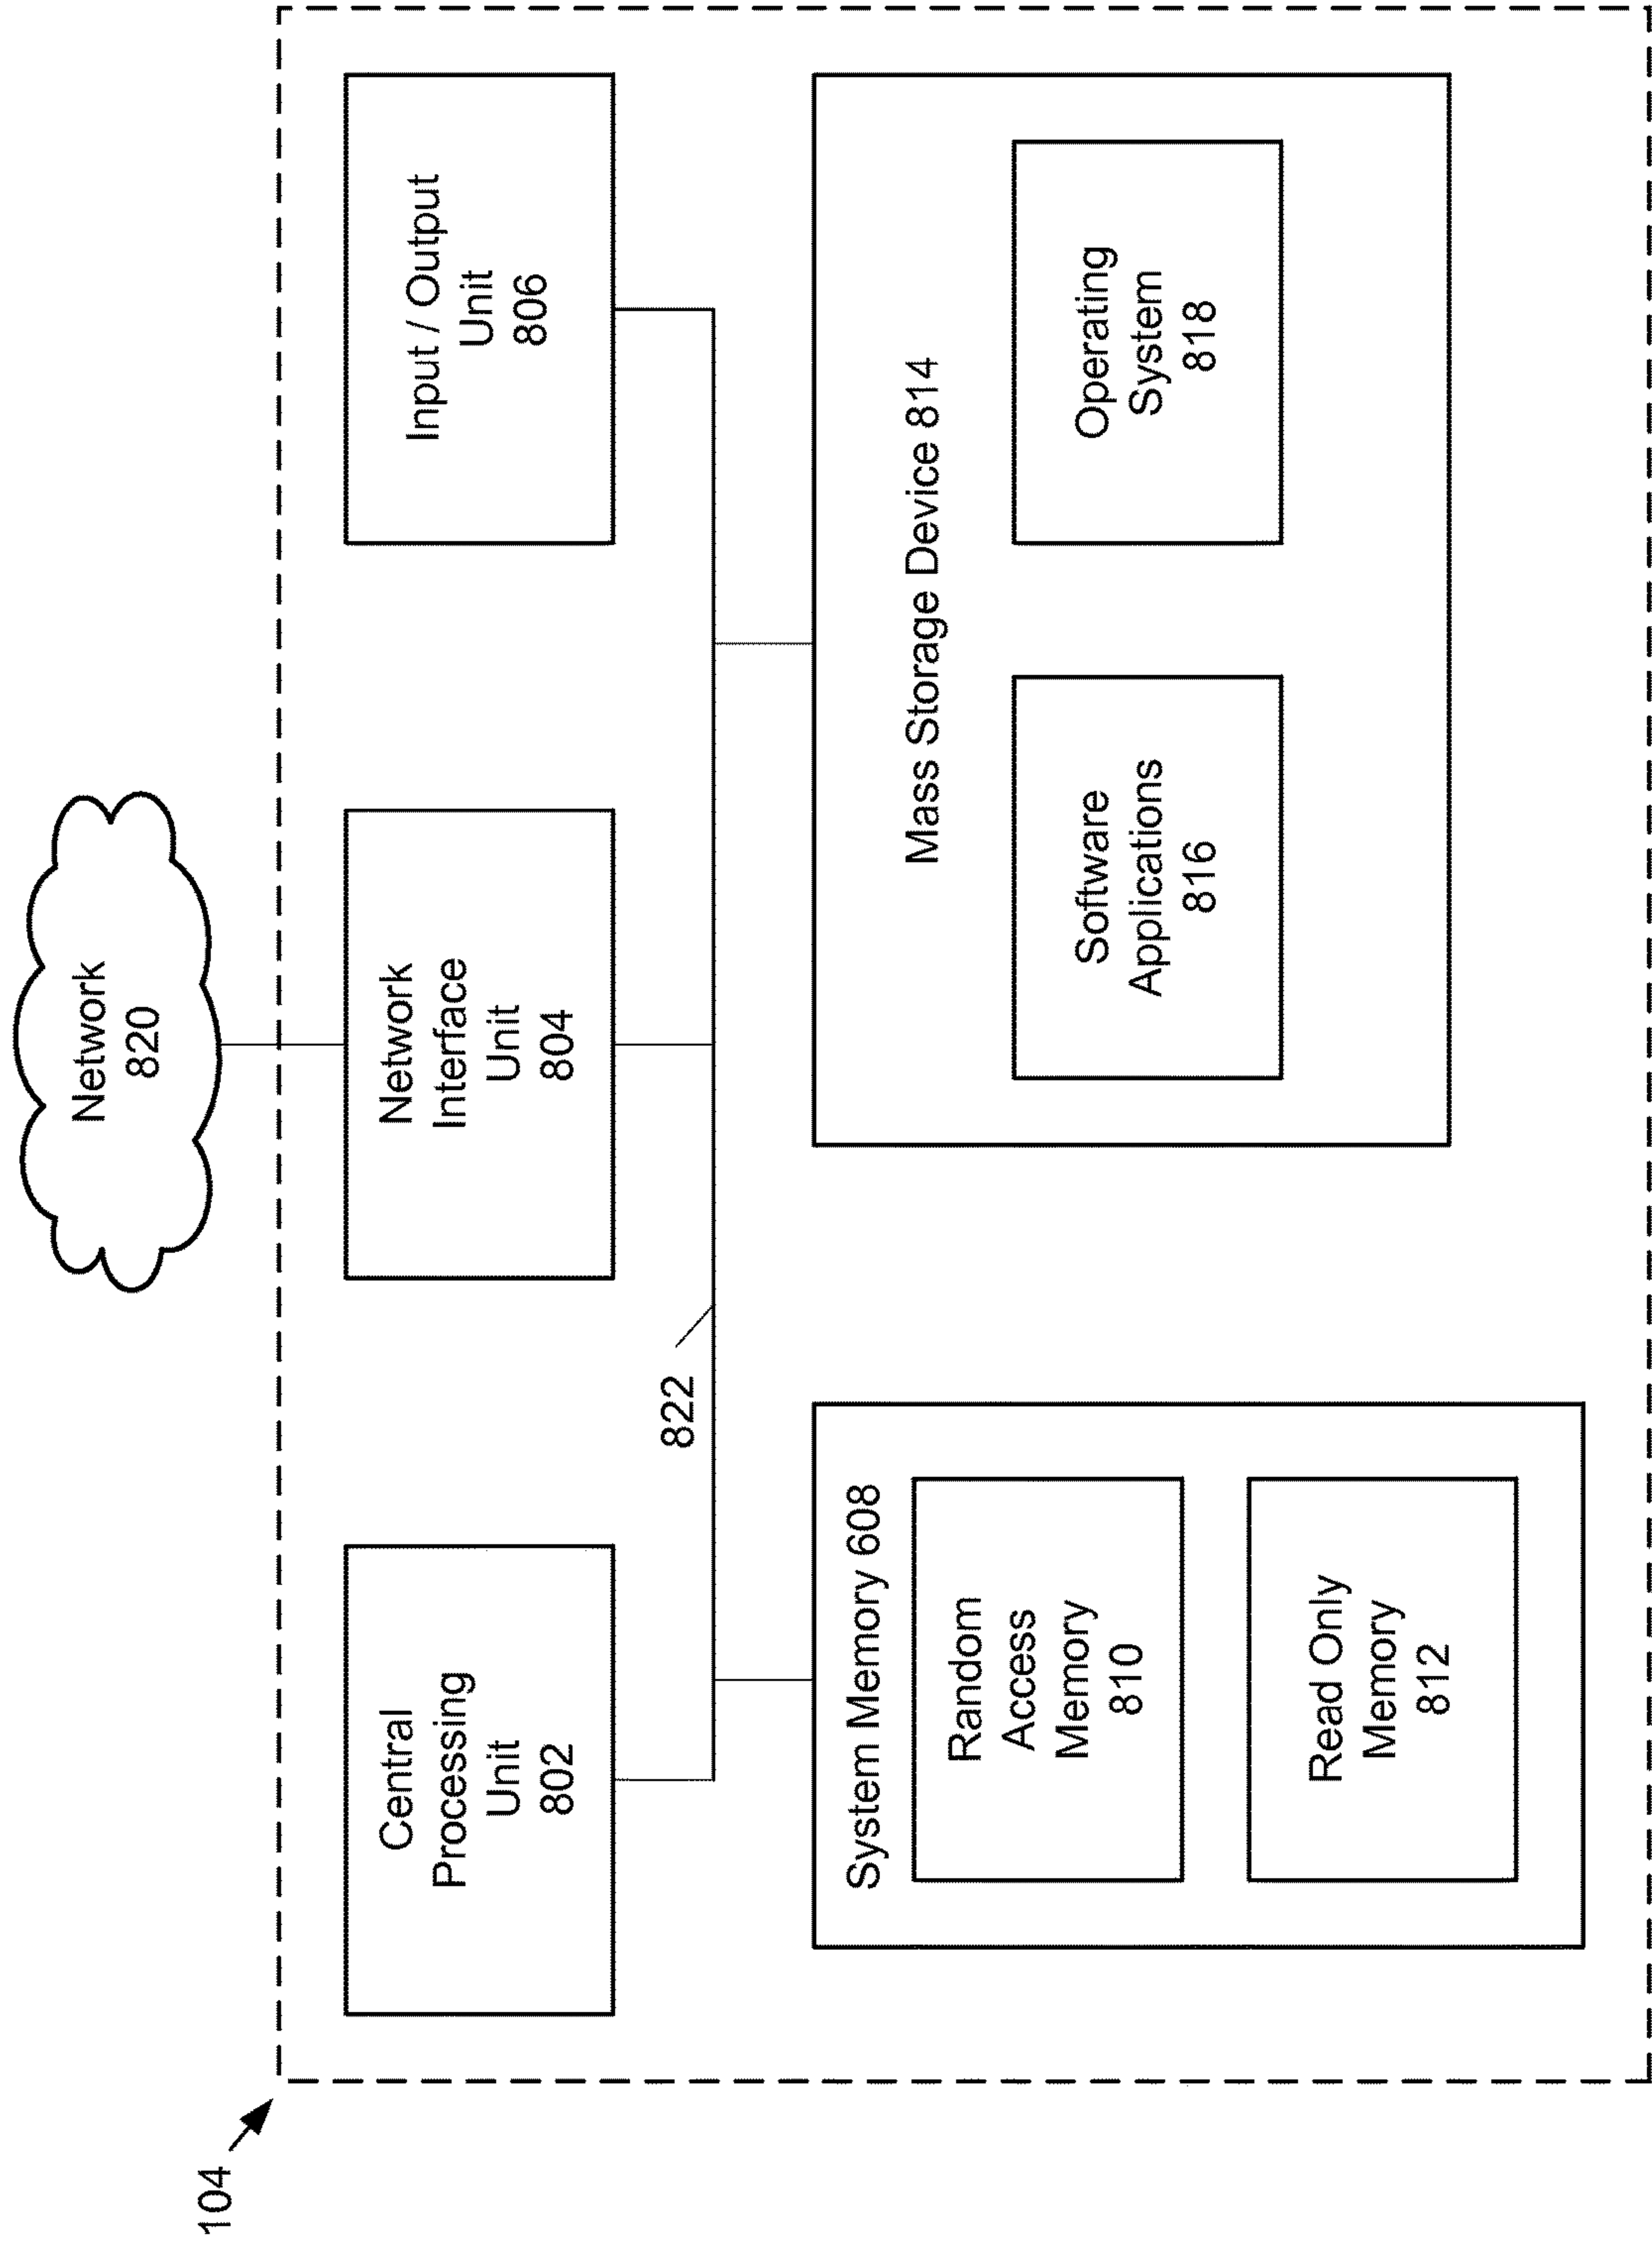 104
Network
820
Central
Processing
Unit
802
Network
Interface
Unit
804
Input / Output
Unit
806
822
System Memory 608
Random
Access
Memory
810
Read Only
Memory
812
Mass Storage Device 814
Software
Applications
816
Operating
System
818